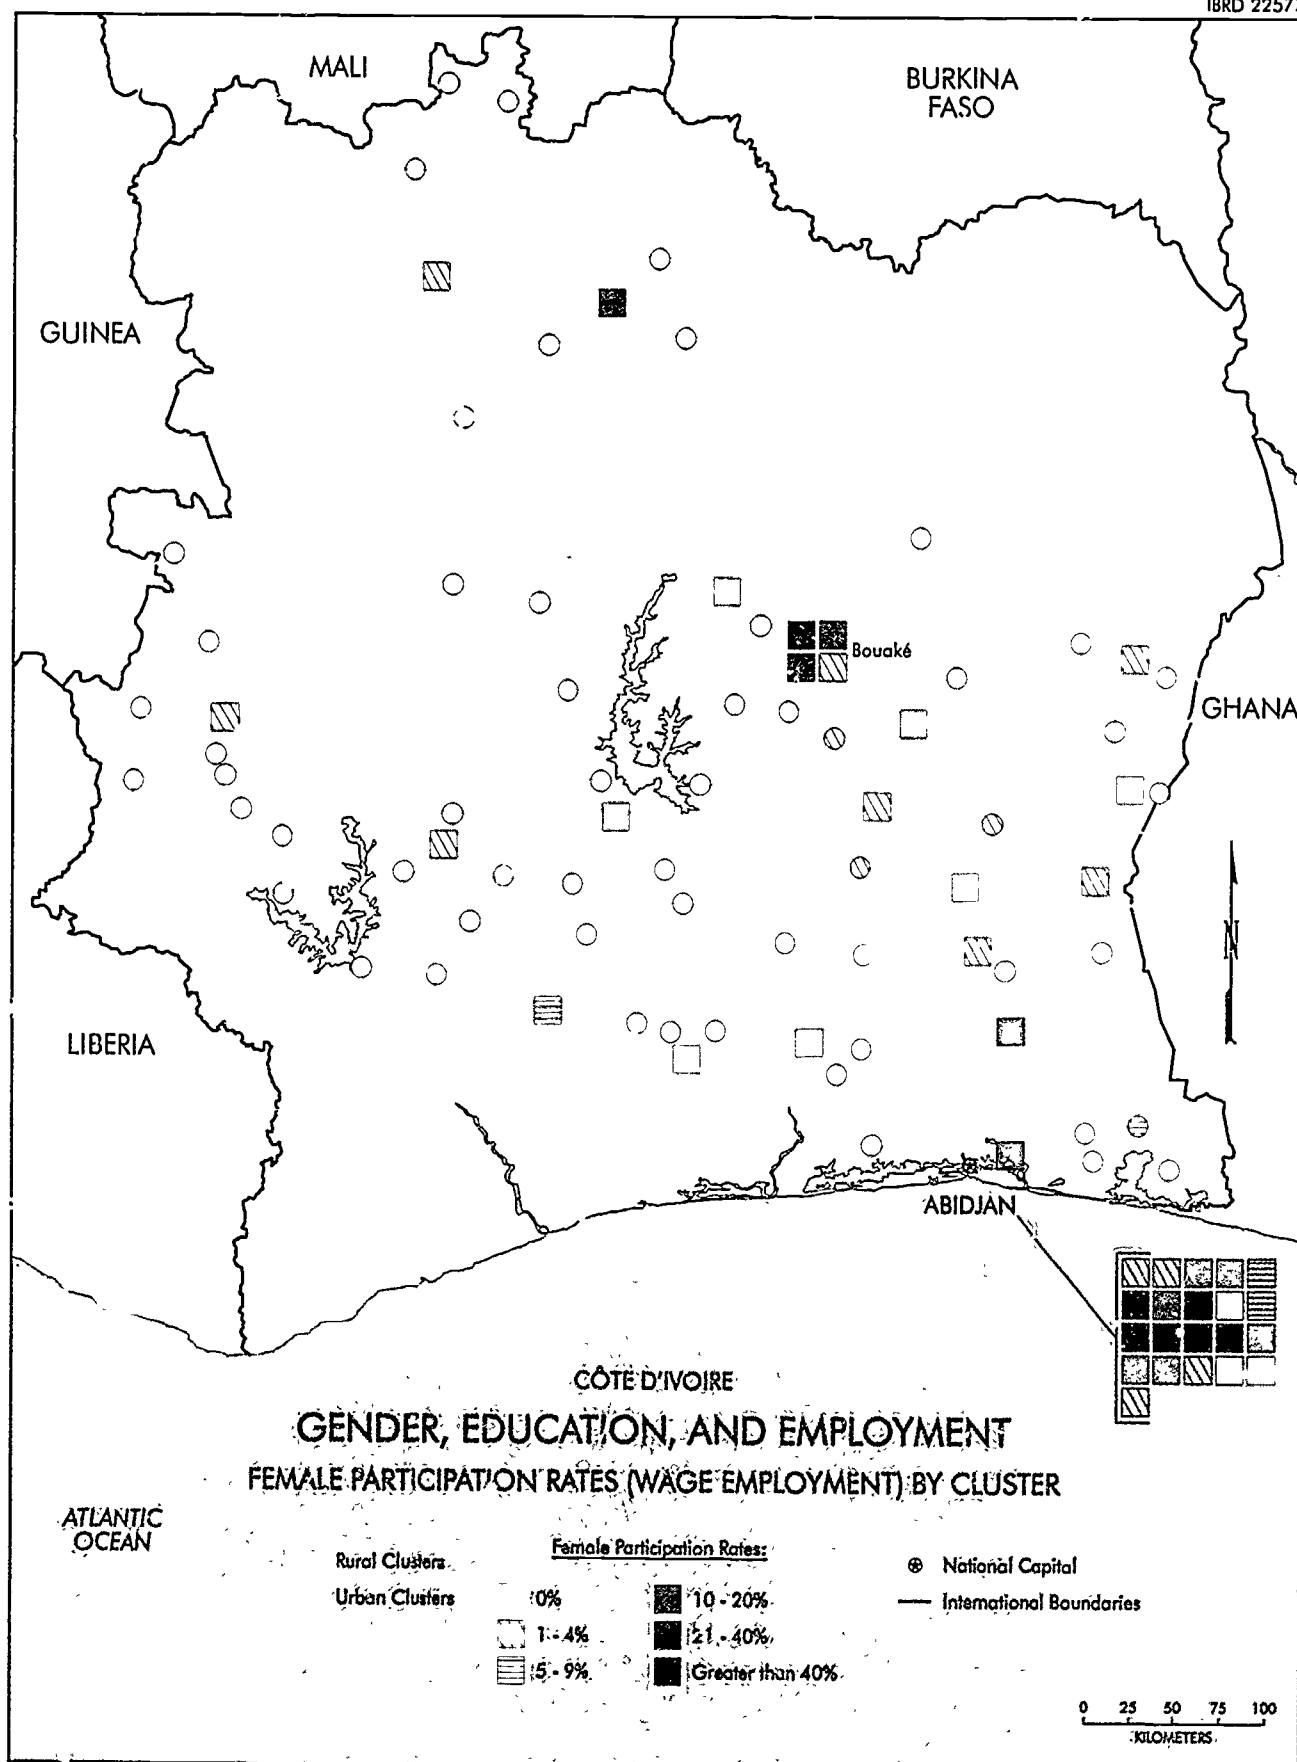 IBRD 2257
MALI
BURKINA
FASO
GUINEA
Bouaké
GHANA
N
LIBERIA
ABIDJAN
CÔTE D'IVOIRE
GENDER, EDUCATION, AND EMPLOYMENT
FEMALE PARTICIPATION RATES (WAGE EMPLOYMENT) BY CLUSTER
ATLANTIC
OCEAN
Rural Clusters
Urban Clusters
Female Participation Rates:
0%
1 - 4%
5 - 9%
10 - 20%
21 - 40%
Greater than 40%
National Capital
International Boundaries
0 25 50 75 100
KILOMETERS